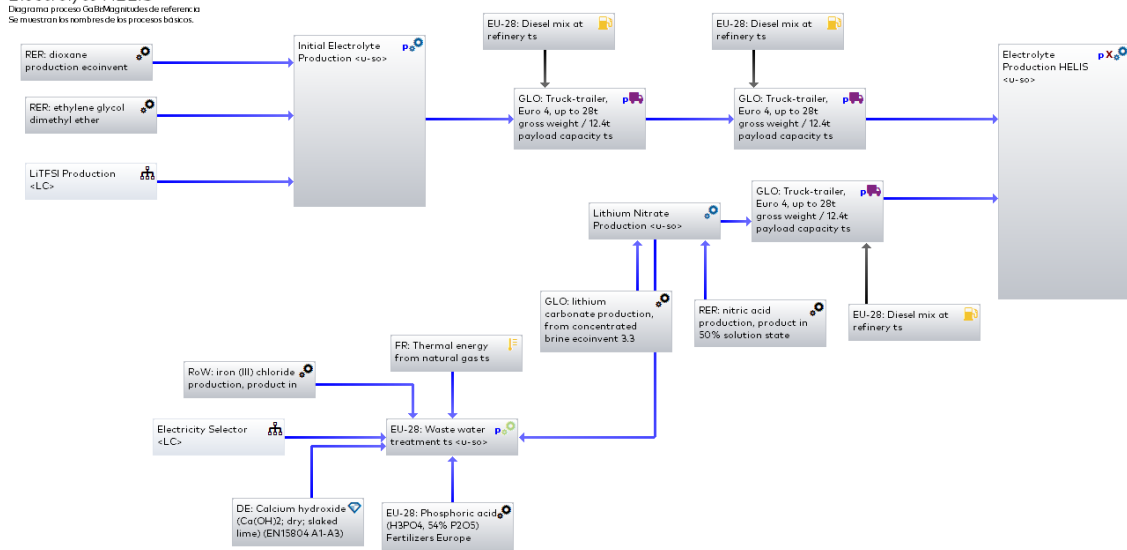 Diagrama proceso GaBi:Magnitudes de referencia
Se muestran los nombres de los procesos básicos.
RER: dioxane
production ecoinvent
RER: ethylene glycol
dimethyl ether
LiTFSI Production
<LC>
Initial Electrolyte
Production <u-so>
p
EU-28: Diesel mix at
refinery ts
GLO: Truck-trailer,
Euro 4, up to 28t
gross weight / 12.4t
payload capacity ts
p
EU-28: Diesel mix at
refinery ts
GLO: Truck-trailer,
Euro 4, up to 28t
gross weight / 12.4t
payload capacity ts
p
Electrolyte
Production HELIS
<u-so>
p X
GLO: Truck-trailer,
Euro 4, up to 28t
gross weight / 12.4t
payload capacity ts
p
Lithium Nitrate
Production <u-so>
GLO: lithium
carbonate production,
from concentrated
brine ecoinvent 3.3
RER: nitric acid
production, product in
50% solution state
EU-28: Diesel mix at
refinery ts
FR: Thermal energy
from natural gas ts
RoW: iron (III) chloride
production, product in
Electricity Selector
<LC>
EU-28: Waste water
treatment ts <u-so>
p
DE: Calcium hydroxide
(Ca(OH)2; dry; slaked
lime) (EN15804 A1-A3)
EU-28: Phosphoric acid
(H3PO4, 54% P2O5)
Fertilizers Europe